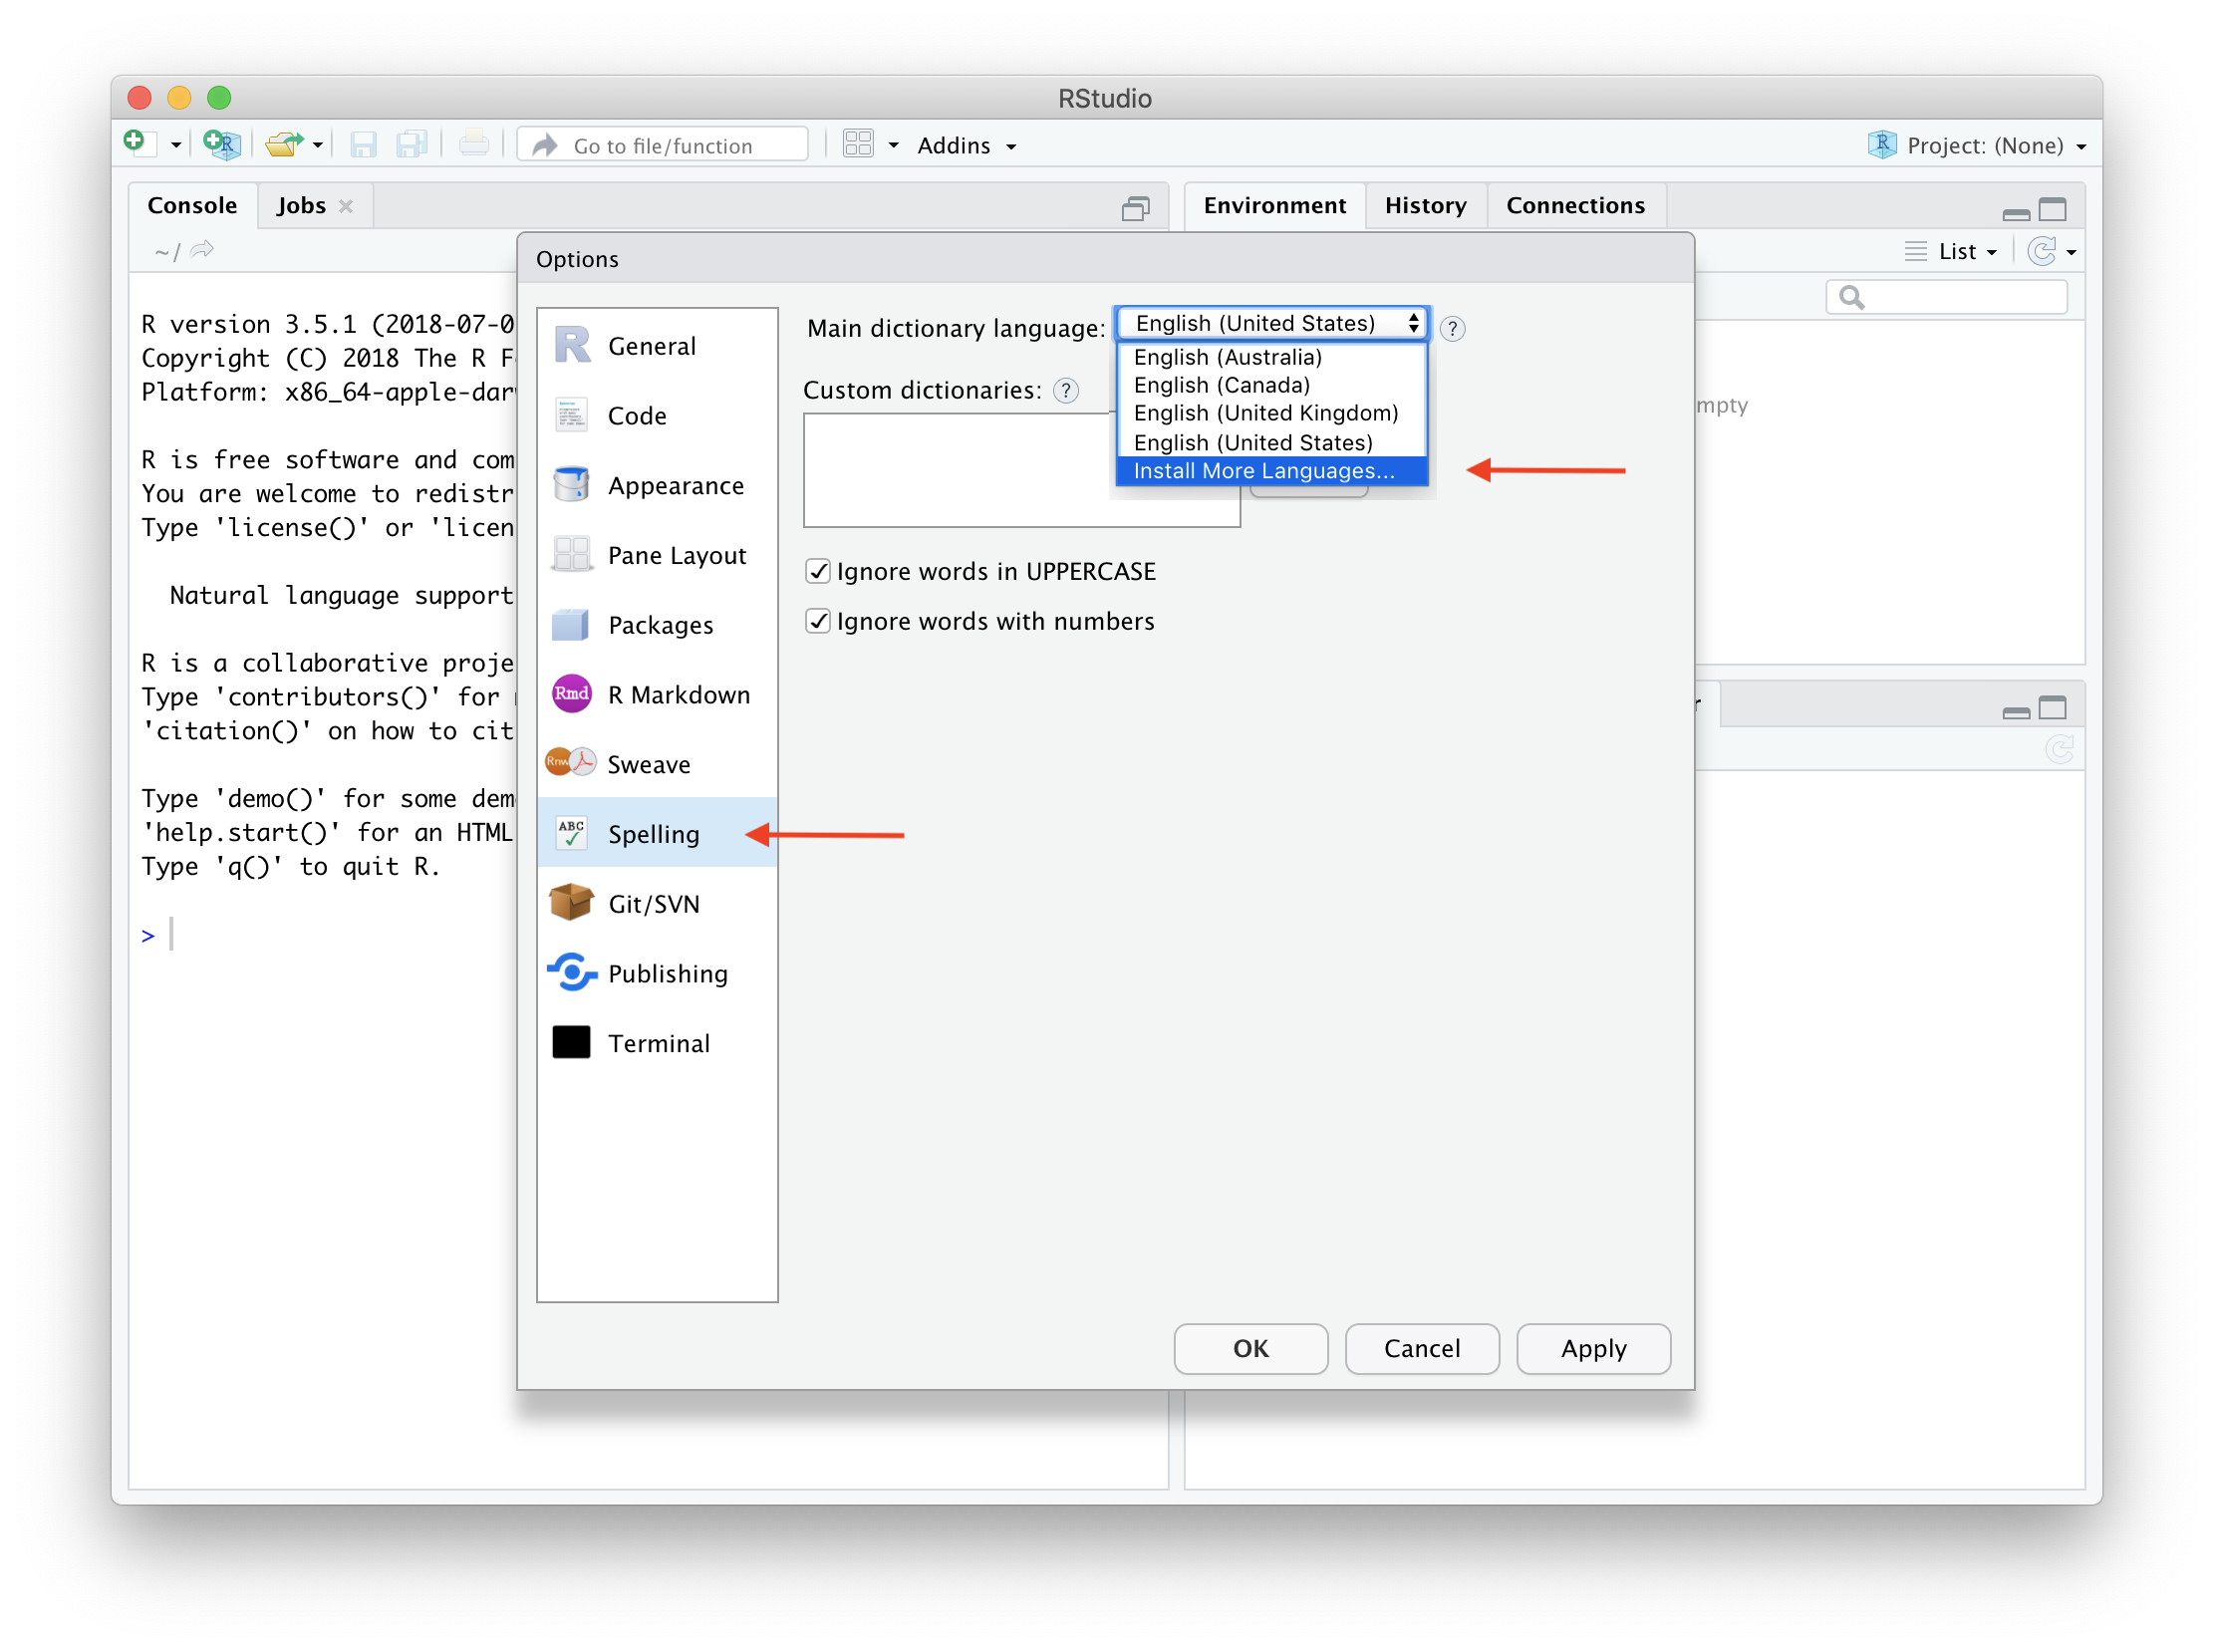 RStudio
Go to file/function
Addins
Project: (None)
Console
Jobs
Environment
History
Connections
~/
List
Options
R version 3.5.1 (2018-07-0
Copyright (C) 2018 The R F
Platform: x86_64-apple-dar
R is free software and com
You are welcome to redistr
Type 'license()' or 'licen
Natural language support
R is a collaborative proje
Type 'contributors()' for
'citation()' on how to cit
Type 'demo()' for some dem
'help.start()' for an HTML
Type 'q()' to quit R.
>
General
Code
Appearance
Pane Layout
Packages
Rmd
R Markdown
Rnw
Sweave
ABC
Spelling
Git/SVN
Publishing
Terminal
Main dictionary language:
English (United States)
?
English (Australia)
English (Canada)
English (United Kingdom)
English (United States)
Install More Languages...
Custom dictionaries:
?
Ignore words in UPPERCASE
Ignore words with numbers
mpty
r
OK
Cancel
Apply